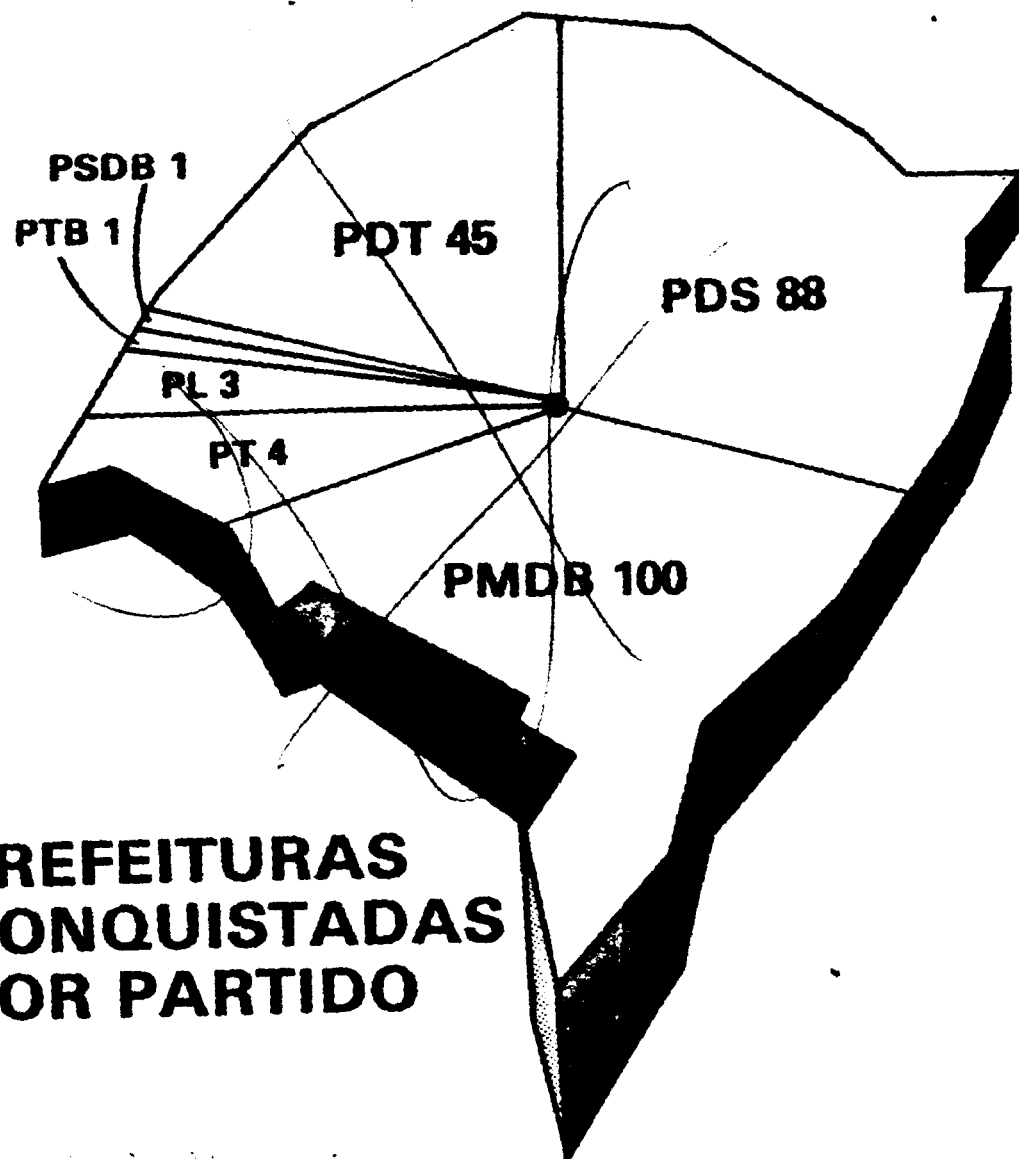 PSDB 1
PTB 1
PDT 45
PDS 88
PL 3
PT 4
PMDB 100
REFEITURAS
ONQUISTADAS
OR PARTIDO